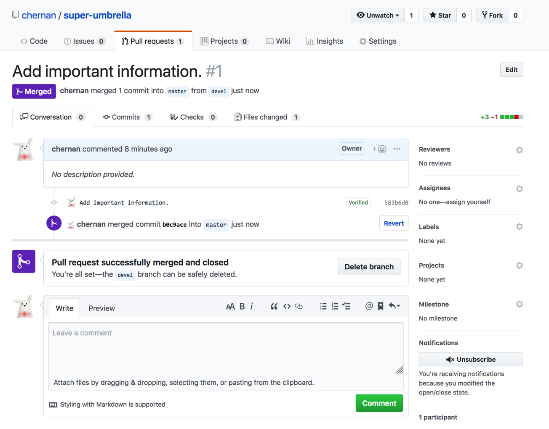 chernan / super-umbrella
Unwatch 1 Star 0 Fork 0
Code Issues 0 Pull requests 1 Projects 0 Wiki Insights Settings
Add important information. #1
Edit
Merged chernan merged 1 commit into master from devel just now
Conversation 0 Commits 1 Checks 0 Files changed 1 +3 −1
chernan commented 8 minutes ago Owner
No description provided.
Add important information. Verified 583b6d0
chernan merged commit b0c9ace into master just now Revert
Pull request successfully merged and closed
You're all set—the devel branch can be safely deleted.
Delete branch
Write Preview
AA B i
Leave a comment
Attach files by dragging & dropping, selecting them, or pasting from the clipboard.
Styling with Markdown is supported
Comment
Reviewers
No reviews
Assignees
No one—assign yourself
Labels
None yet
Projects
None yet
Milestone
No milestone
Notifications
Unsubscribe
You're receiving notifications
because you modified the
open/close state.
1 participant